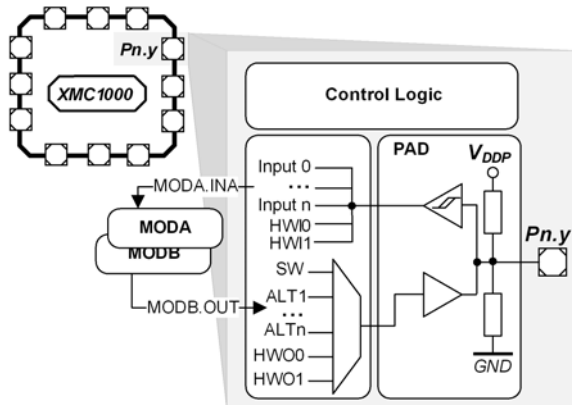 Pn.y
XMC1000
Control Logic
PAD
VDDP
Input 0
...
Input n
HWI0
HWI1
MODA.INA
MODA
MODB
MODB.OUT
SW
ALT1
...
ALTn
HWO0
HWO1
Pn.y
GND